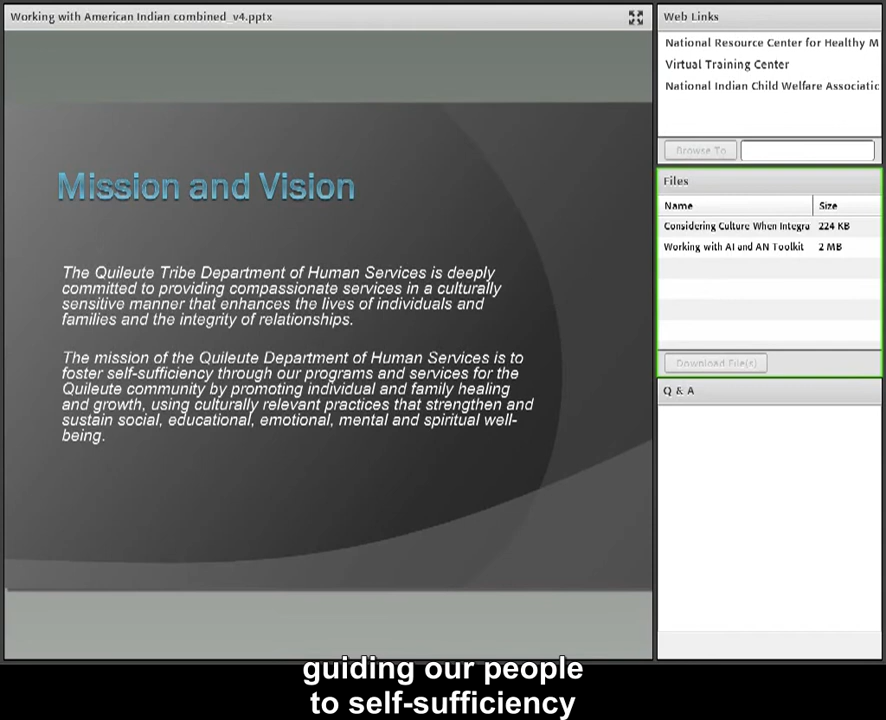 Working with American Indian combined_v4.pptx
Mission and Vision
The Quileute Tribe Department of Human Services is deeply
committed to providing compassionate services in a culturally
sensitive manner that enhances the lives of individuals and
families and the integrity of relationships.
The mission of the Quileute Department of Human Services is to
foster self-sufficiency through our programs and services for the
Quileute community by promoting individual and family healing
and growth, using culturally relevant practices that strengthen and
sustain social, educational, emotional, mental and spiritual well-
being.
Web Links
National Resource Center for Healthy M
Virtual Training Center
National Indian Child Welfare Associatic
Browse To
Files
Name Size
Considering Culture When Integra 224 KB
Working with AI and AN Toolkit 2 MB
Download File(s)
Q & A
guiding our people
to self-sufficiency